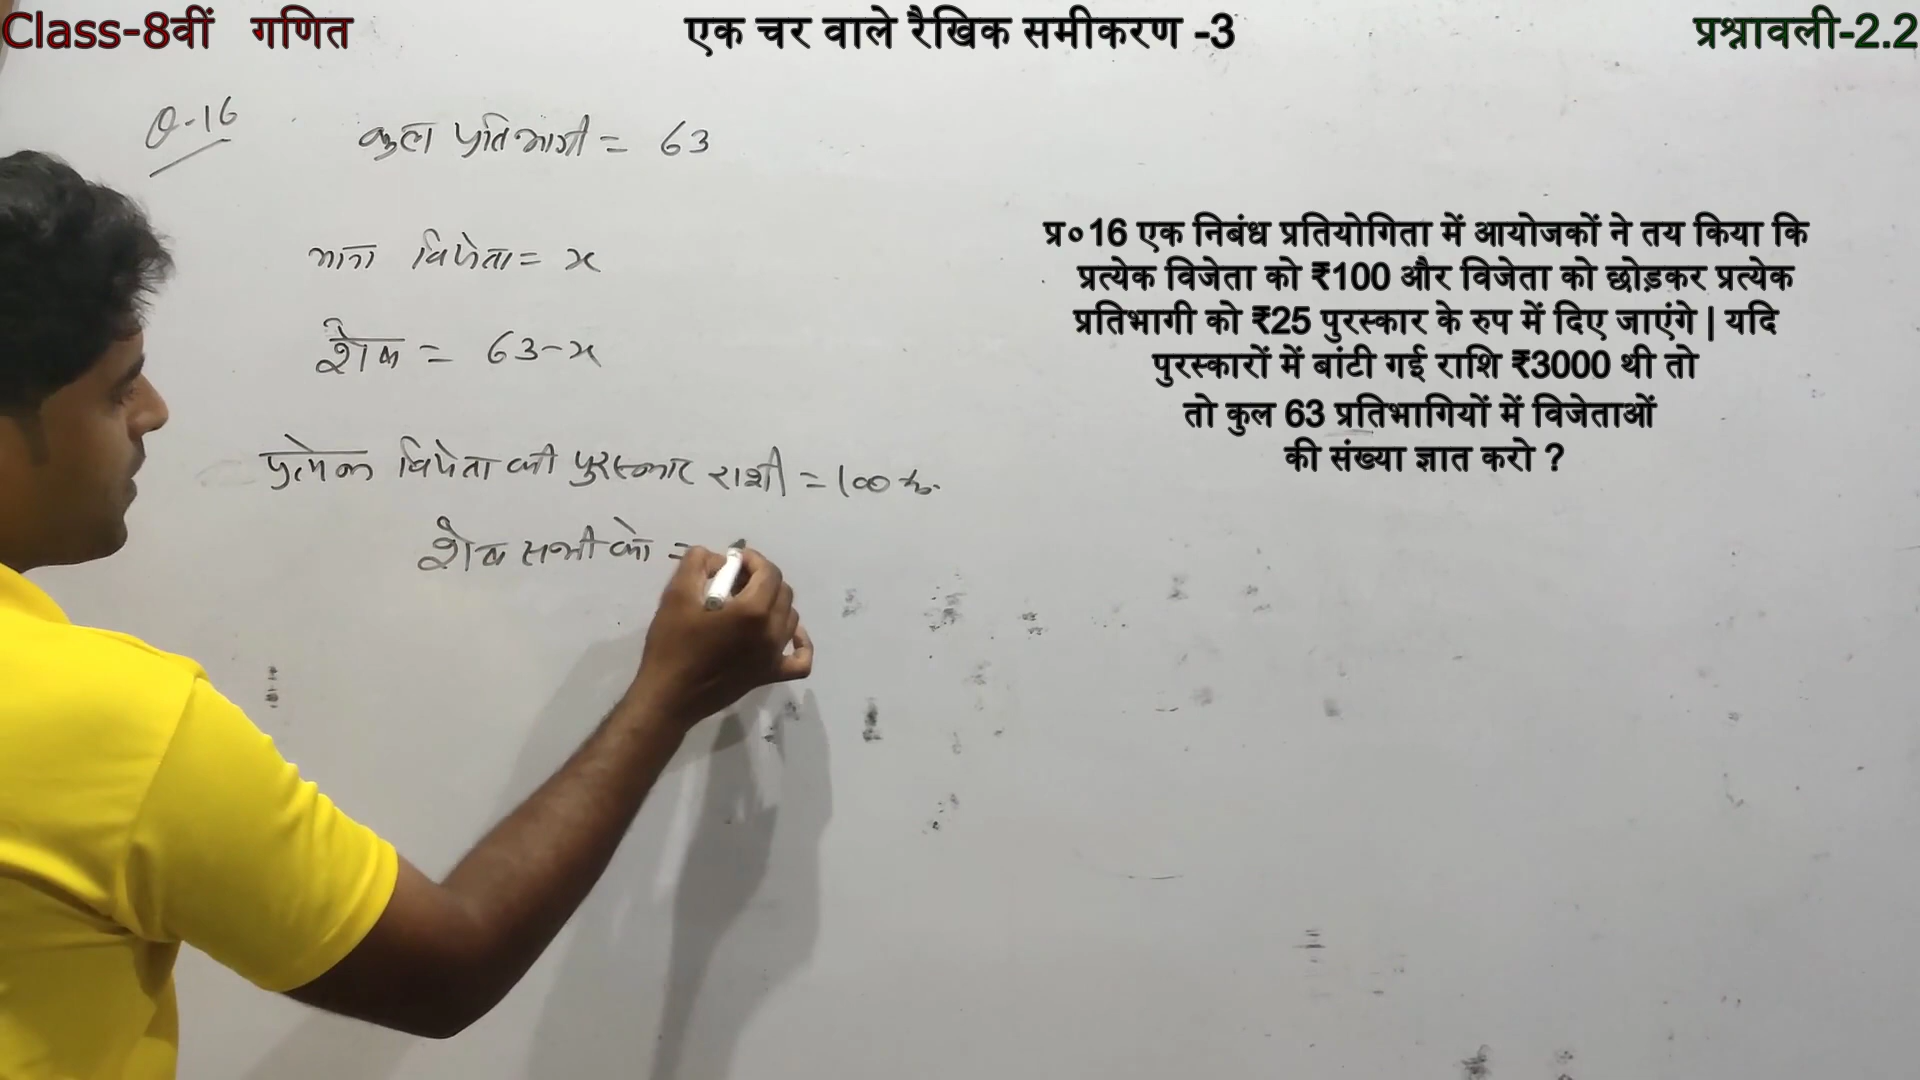 Class-8वीं गणित
एक चर वाले रैखिक समीकरण -3
प्रश्नावली-2.2
Q-16
कुल प्रतिभागी = 63
माना विजेता = x
शेष = 63-x
प्रत्येक विजेता की पुरस्कार राशी = 100 रु.
शेष सभी को =
प्र०16 एक निबंध प्रतियोगिता में आयोजकों ने तय किया कि
प्रत्येक विजेता को ₹100 और विजेता को छोड़कर प्रत्येक
प्रतिभागी को ₹25 पुरस्कार के रुप में दिए जाएंगे | यदि
पुरस्कारों में बांटी गई राशि ₹3000 थी तो
तो कुल 63 प्रतिभागियों में विजेताओं
की संख्या ज्ञात करो ?